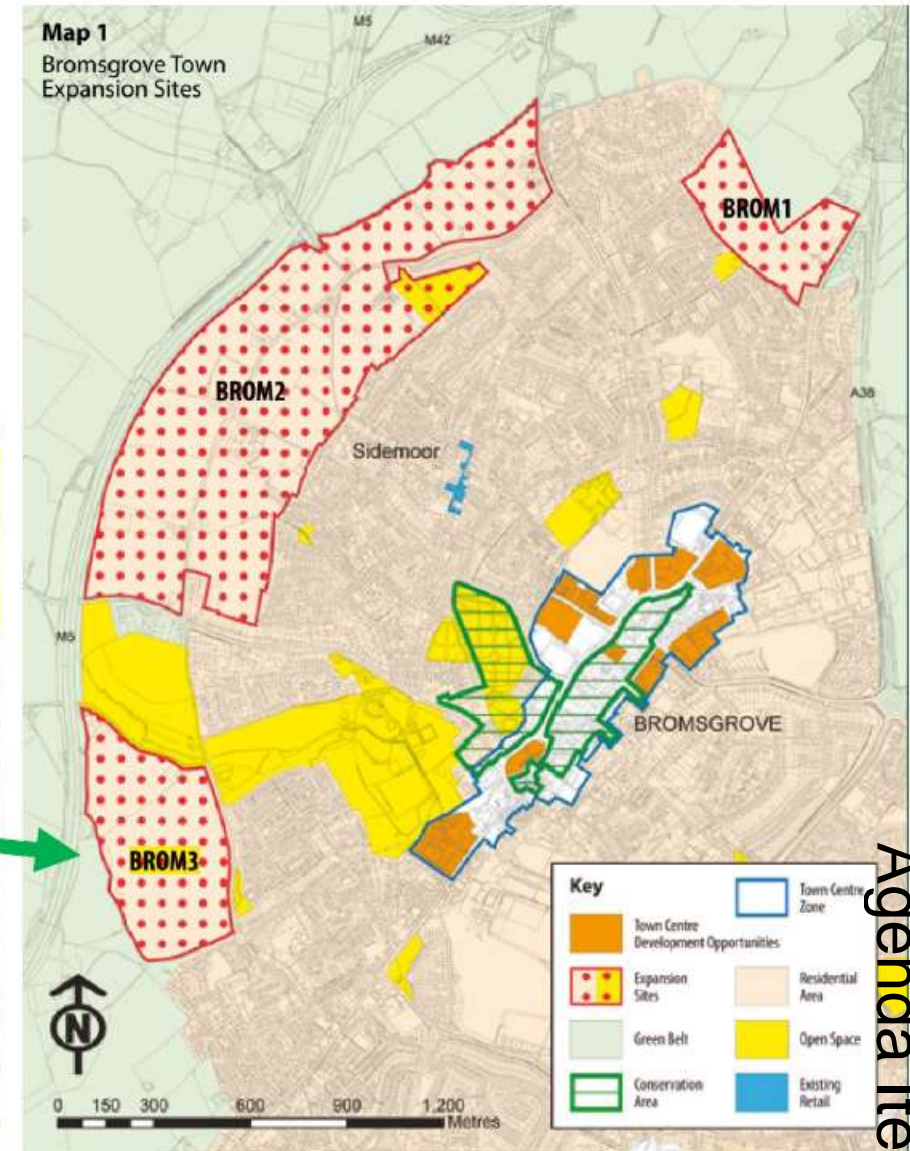 Map 1
Bromsgrove Town
Expansion Sites
M5
M42
BROM1
BROM2
A38
Sidemoor
M5
BROMSGROVE
BROM3
N
0 150 300 600 900 1,200
Metres
Key
Town Centre
Zone
Town Centre
Development Opportunities
Expansion
Sites
Residential
Area
Green Belt
Open Space
Conservation
Area
Existing
Retail
Agenda Ite